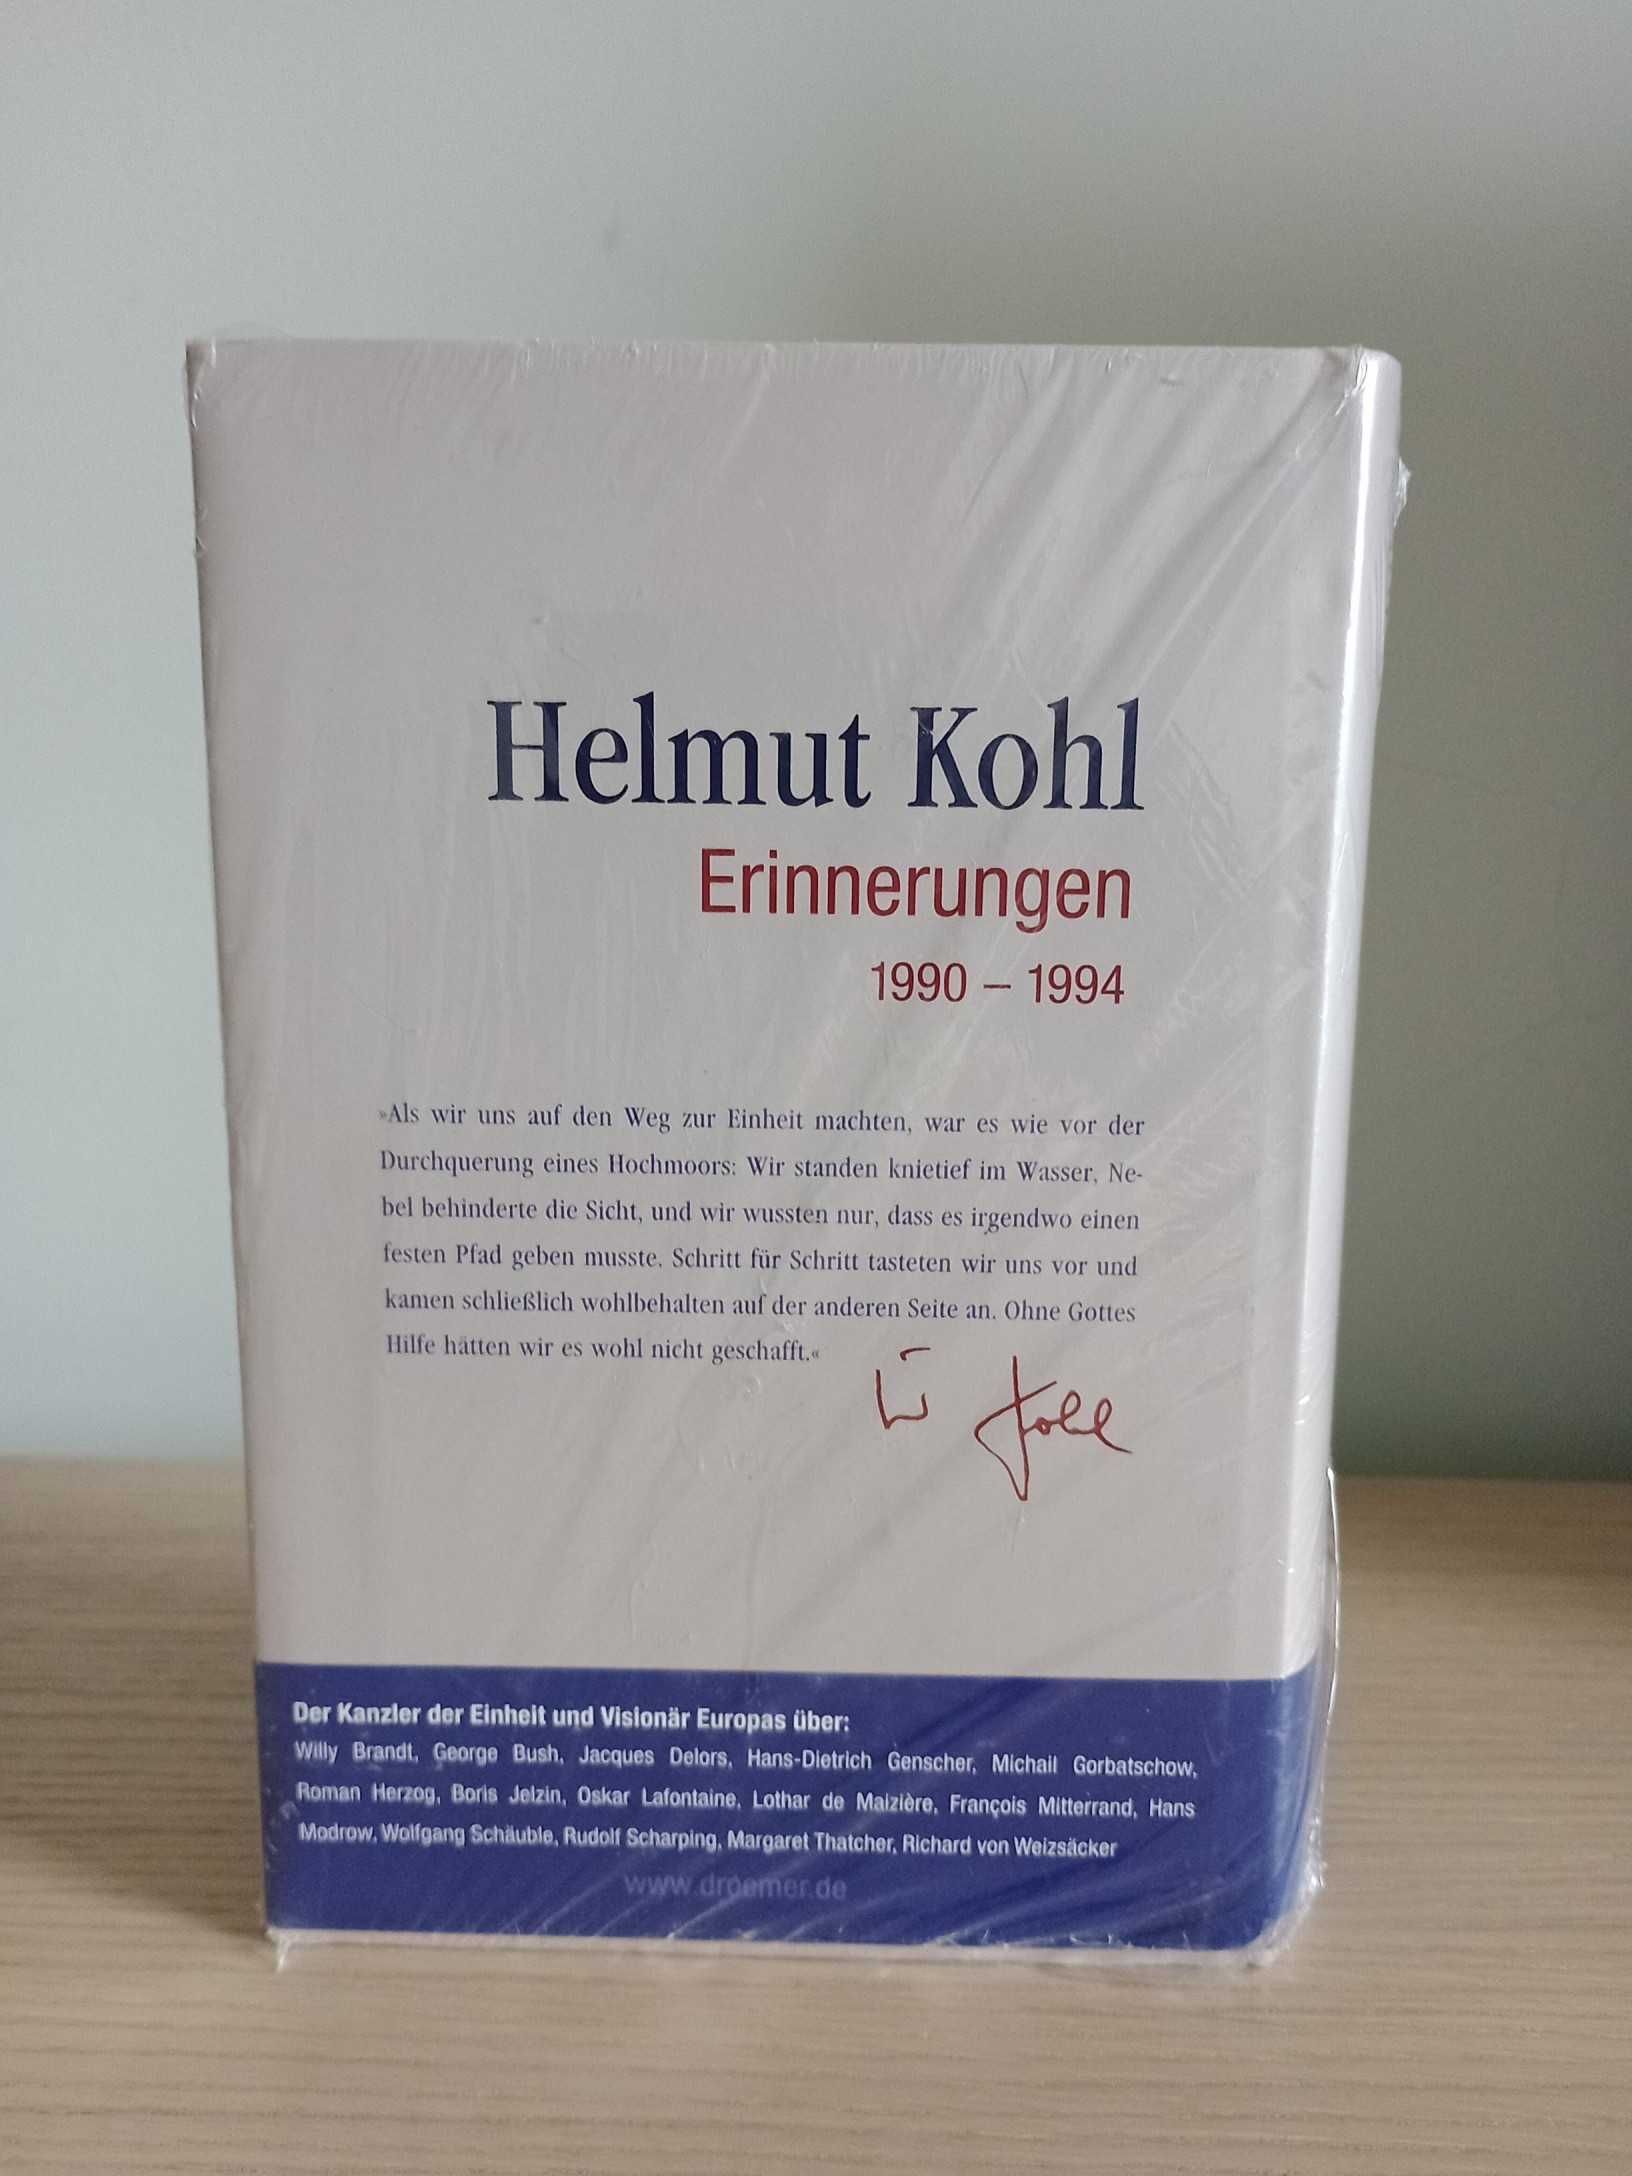 Helmut Kohl
Erinnerungen
1990 – 1994
»Als wir uns auf den Weg zur Einheit machten, war es wie vor der
Durchquerung eines Hochmoors: Wir standen knietief im Wasser, Ne-
bel behinderte die Sicht, und wir wussten nur, dass es irgendwo einen
festen Pfad geben musste. Schritt für Schritt tasteten wir uns vor und
kamen schließlich wohlbehalten auf der anderen Seite an. Ohne Gottes
Hilfe hätten wir es wohl nicht geschafft.«
Kohl
Der Kanzler der Einheit und Visionär Europas über:
Willy Brandt, George Bush, Jacques Delors, Hans-Dietrich Genscher, Michail Gorbatschow,
Roman Herzog, Boris Jelzin, Oskar Lafontaine, Lothar de Maizière, François Mitterrand, Hans
Modrow, Wolfgang Schäuble, Rudolf Scharping, Margaret Thatcher, Richard von Weizsäcker
www.droemer.de